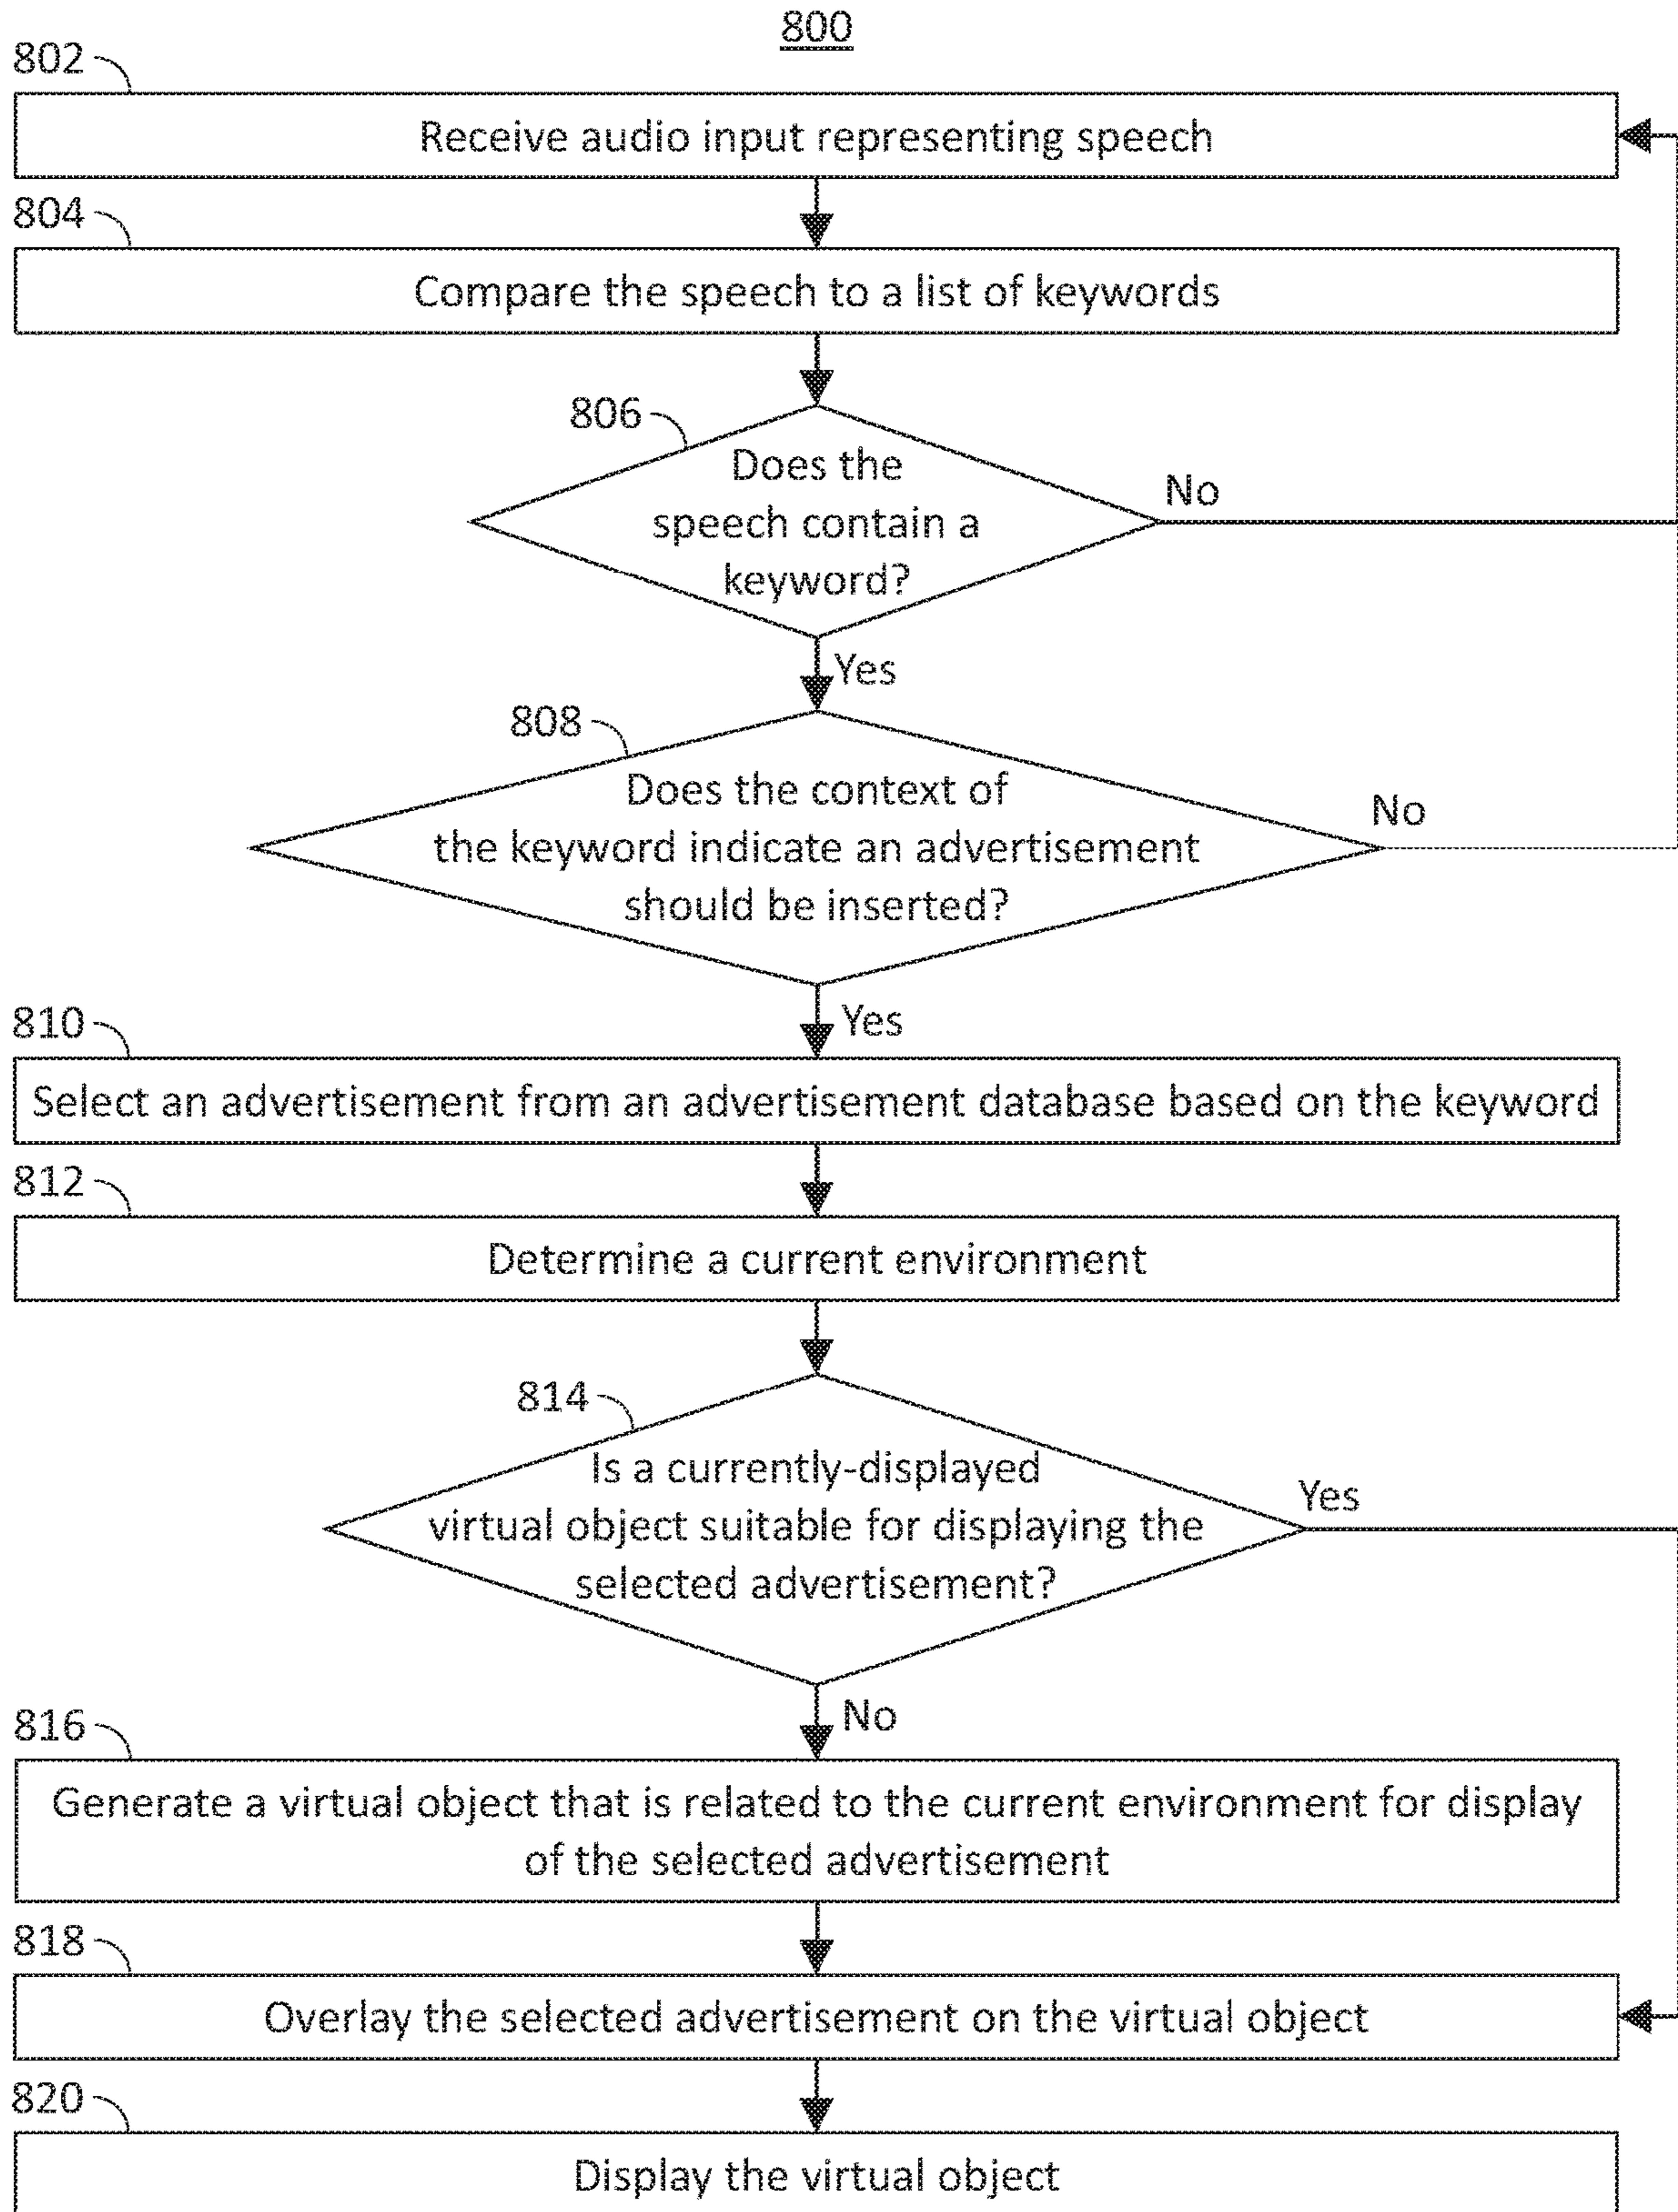 800
802
Receive audio input representing speech
804
Compare the speech to a list of keywords
806
Does the
speech contain a
keyword?
No
Yes
808
Does the context of
the keyword indicate an advertisement
should be inserted?
No
Yes
810
Select an advertisement from an advertisement database based on the keyword
812
Determine a current environment
814
Is a currently-displayed
virtual object suitable for displaying the
selected advertisement?
Yes
No
816
Generate a virtual object that is related to the current environment for display
of the selected advertisement
818
Overlay the selected advertisement on the virtual object
820
Display the virtual object